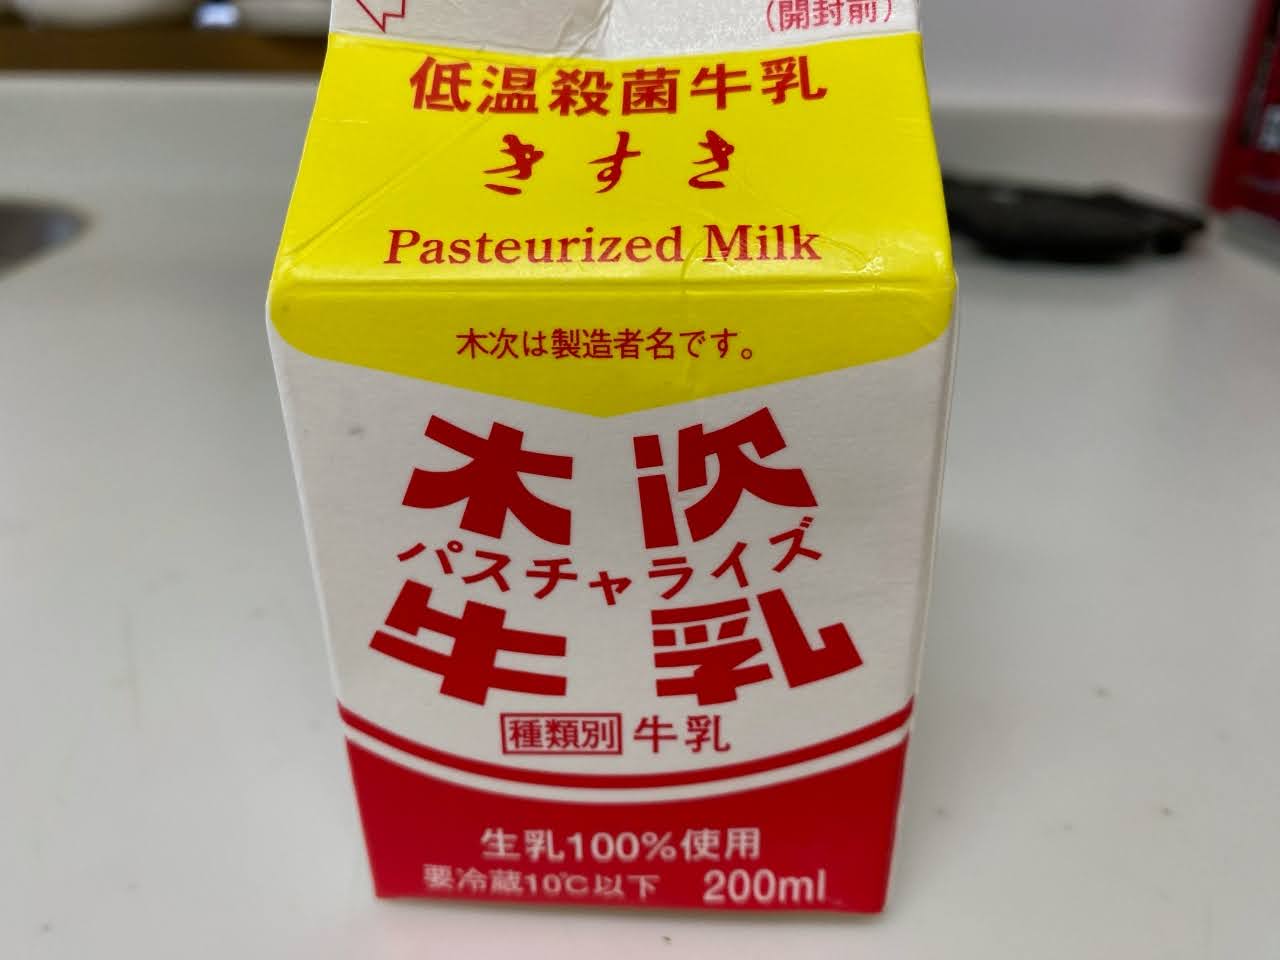 (開封前)
低温殺菌牛乳
きすき
Pasteurized Milk
木次は製造者名です。
木次
パスチャライズ
牛乳
種類別 牛乳
生乳100%使用
要冷蔵10℃以下 200ml